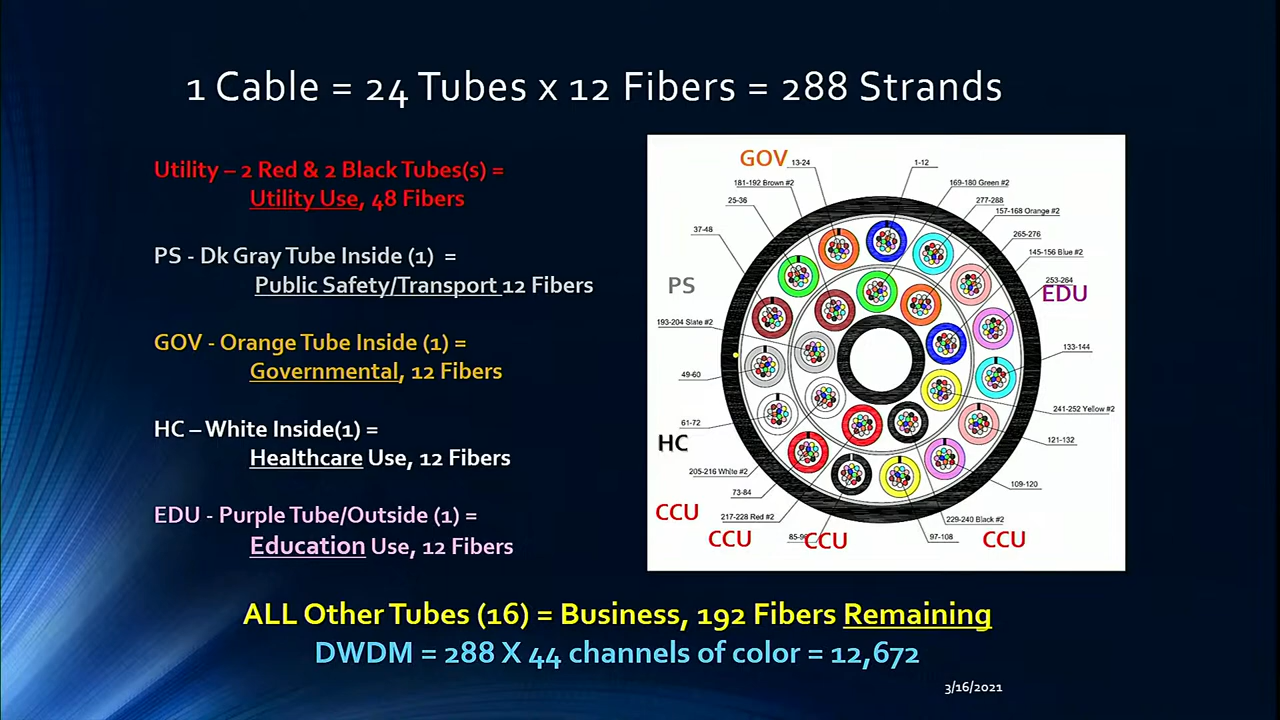 1 Cable = 24 Tubes x 12 Fibers = 288 Strands
Utility – 2 Red & 2 Black Tubes(s) =
Utility Use, 48 Fibers
PS - Dk Gray Tube Inside (1) =
Public Safety/Transport 12 Fibers
GOV - Orange Tube Inside (1) =
Governmental, 12 Fibers
HC – White Inside(1) =
Healthcare Use, 12 Fibers
EDU - Purple Tube/Outside (1) =
Education Use, 12 Fibers
GOV
13-24
1-12
181-192 Brown #2
169-180 Green #2
25-36
277-288
157-168 Orange #2
37-48
265-276
145-156 Blue #2
253-264
PS
EDU
193-204 Slate #2
133-144
49-60
241-252 Yellow #2
61-72
121-132
HC
205-216 White #2
109-120
73-84
CCU
217-228 Red #2
229-240 Black #2
CCU
CCU
97-108
CCU
ALL Other Tubes (16) = Business, 192 Fibers Remaining
DWDM = 288 X 44 channels of color = 12,672
3/16/2021